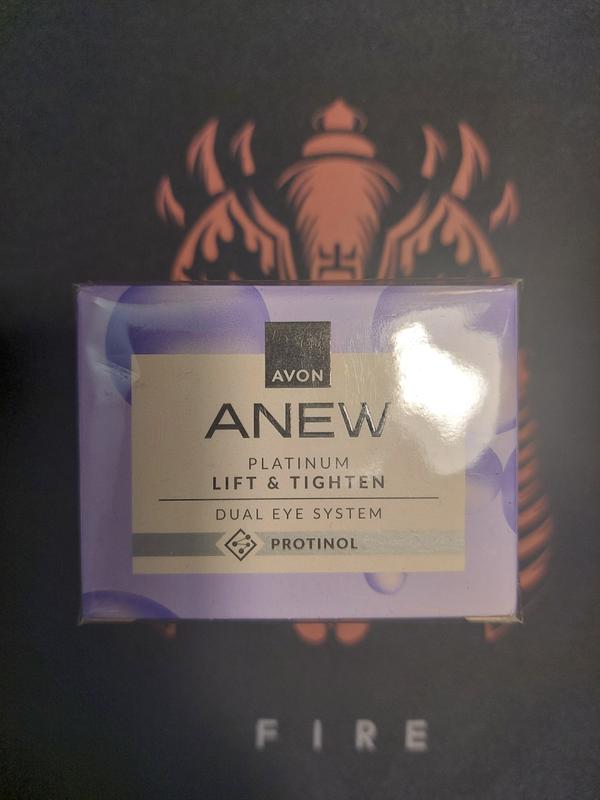 AVON
ANEW
PLATINUM
LIFT & TIGHTEN
DUAL EYE SYSTEM
PROTINOL
FIRE